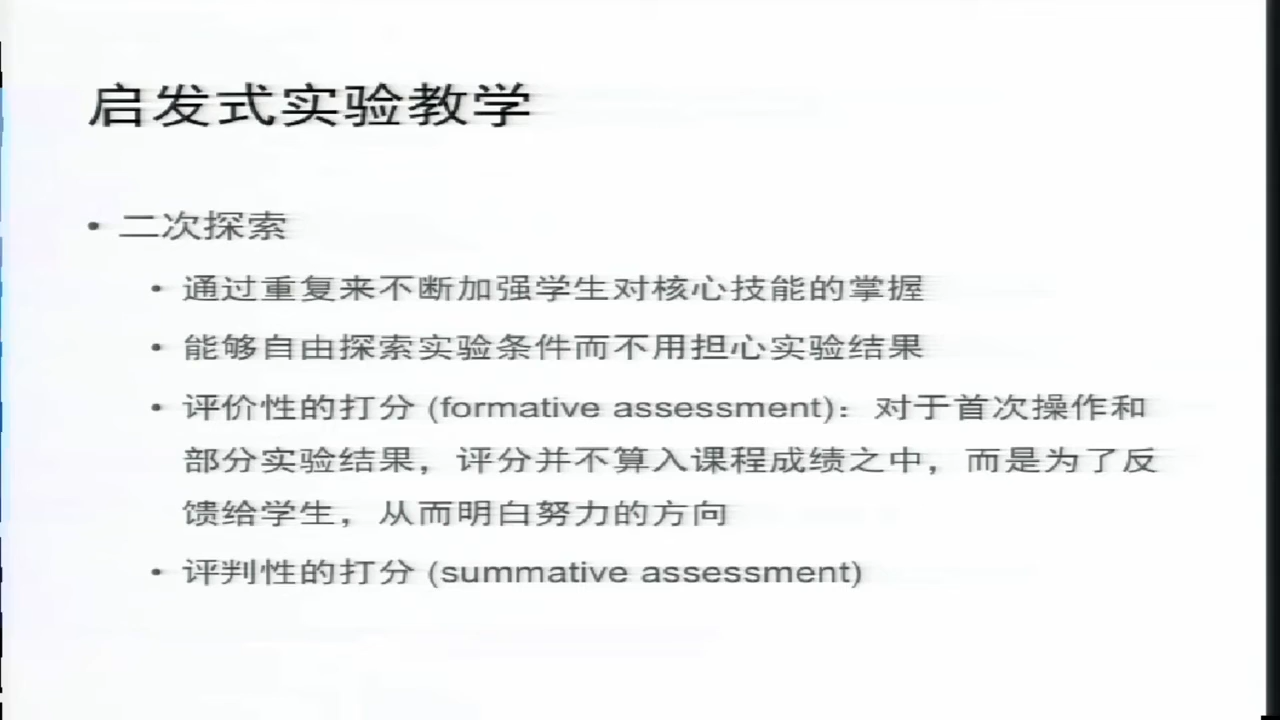 启发式实验教学
• 二次探索
• 通过重复来不断加强学生对核心技能的掌握
• 能够自由探索实验条件而不用担心实验结果
• 评价性的打分 (formative assessment)：对于首次操作和
部分实验结果，评分并不算入课程成绩之中，而是为了反
馈给学生，从而明白努力的方向
• 评判性的打分 (summative assessment)